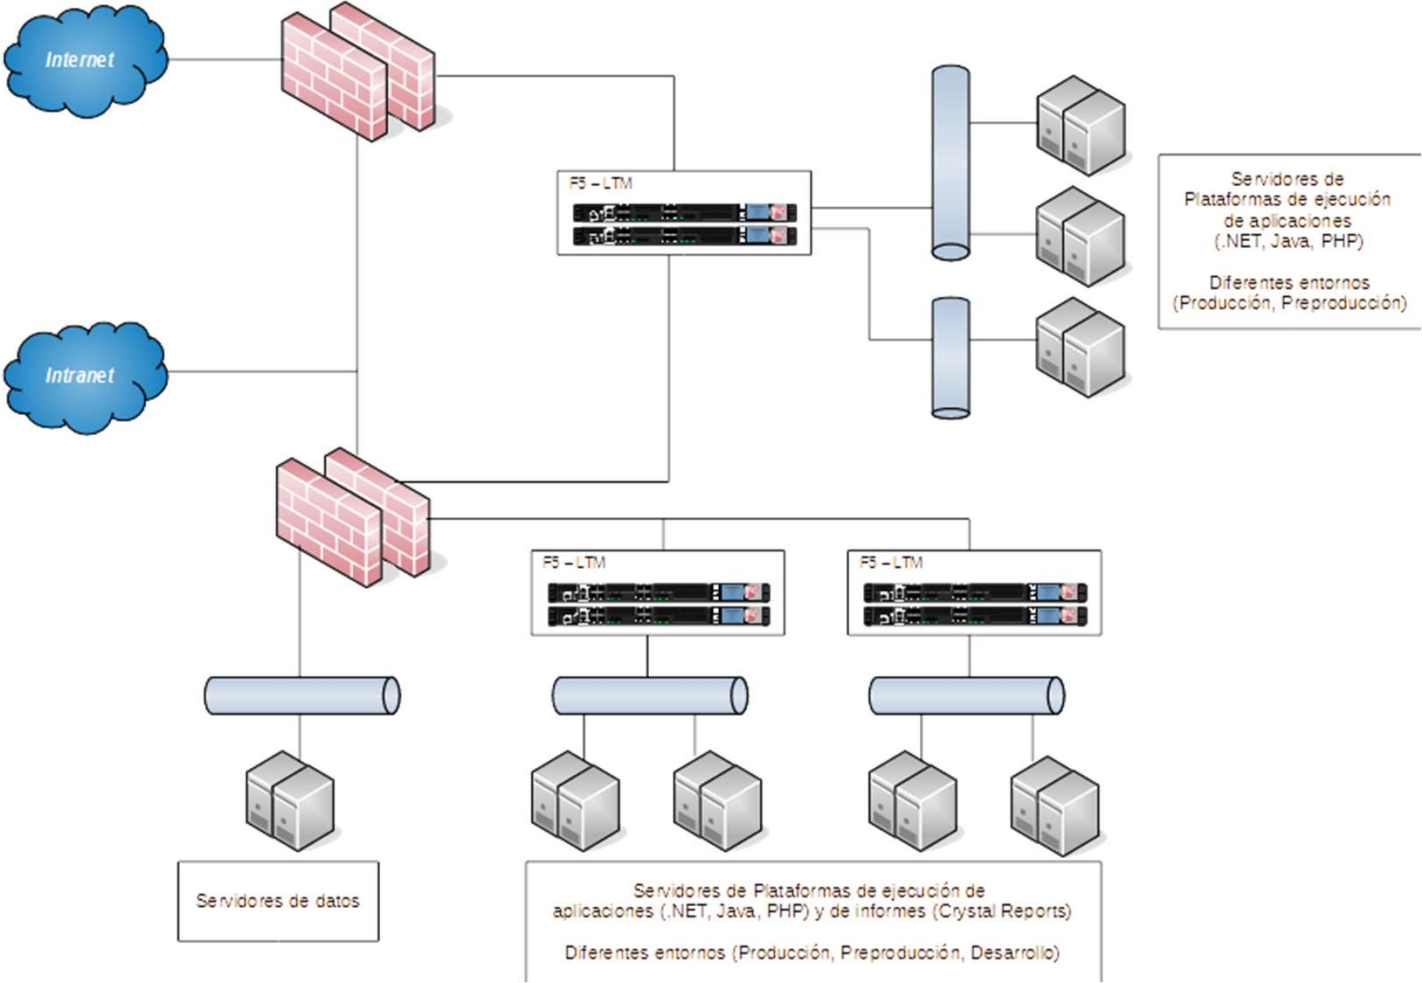 Internet
F5 – LTM
Servidores de
Plataformas de ejecución
de aplicaciones
(.NET, Java, PHP)
Diferentes entornos
(Producción, Preproducción)
Intranet
F5 – LTM
F5 – LTM
Servidores de datos
Servidores de Plataformas de ejecución de
aplicaciones (.NET, Java, PHP) y de informes (Crystal Reports)
Diferentes entornos (Producción, Preproducción, Desarrollo)